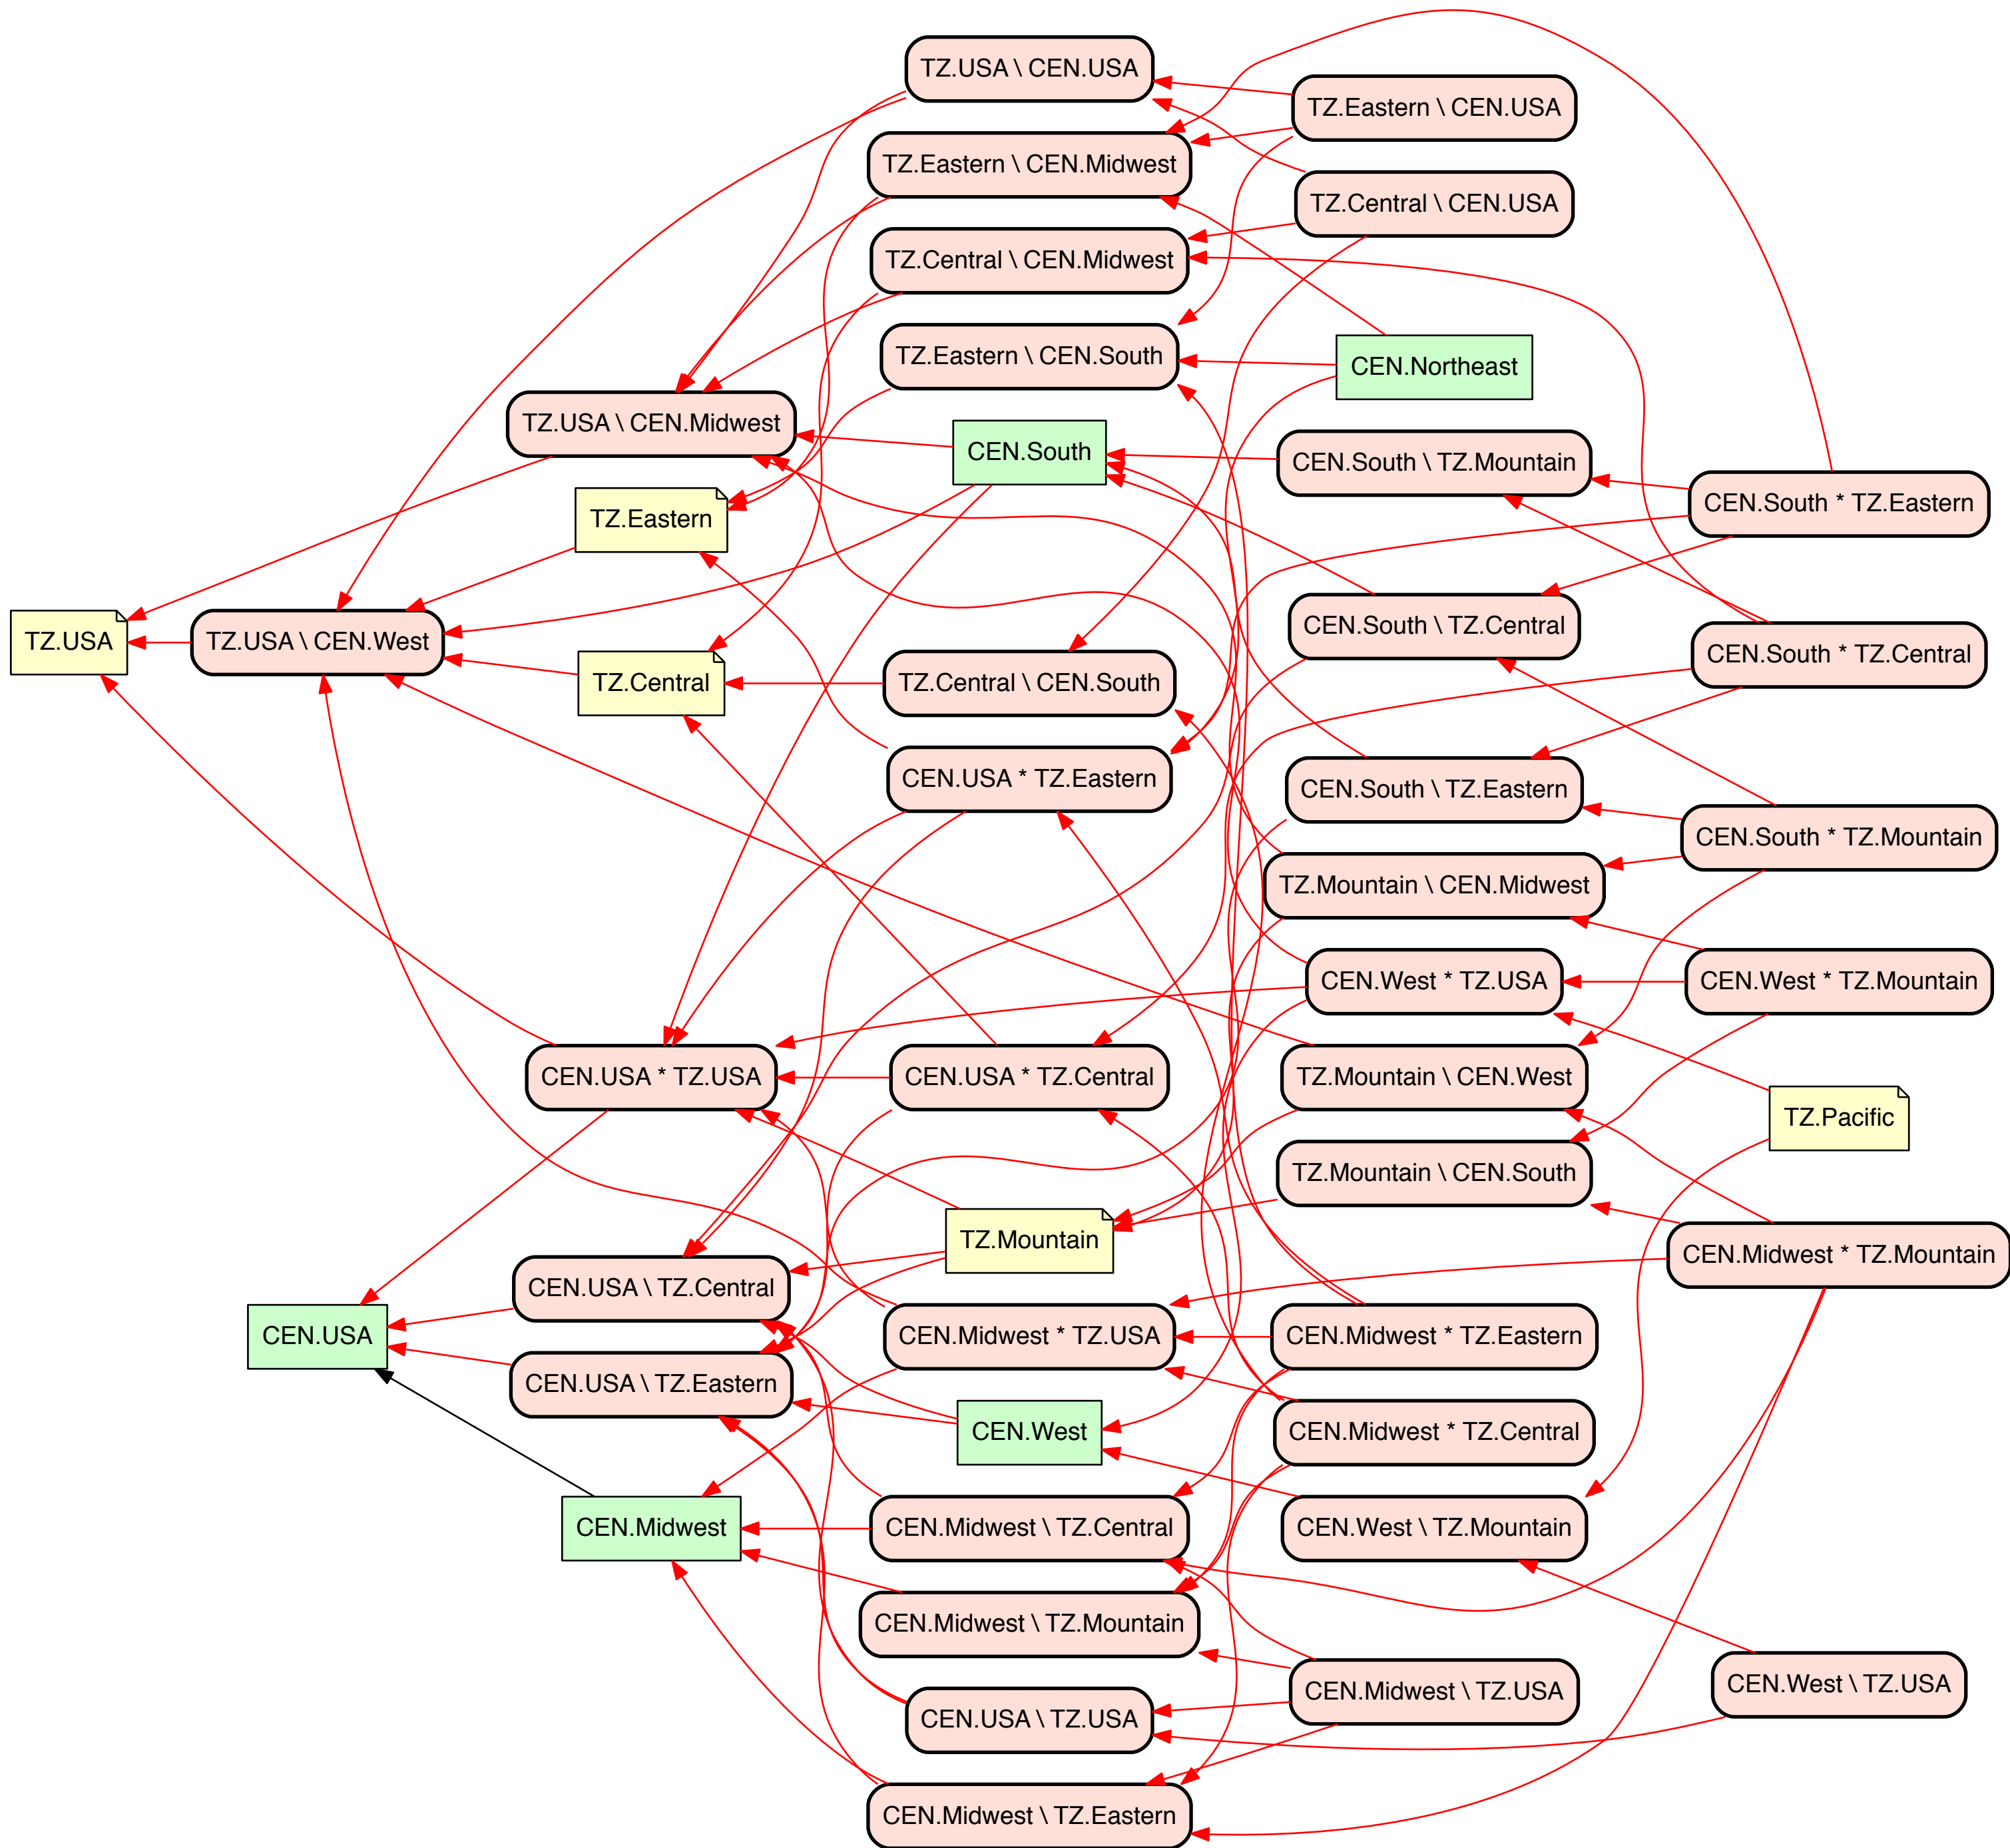 TZ.USA \ CEN.USA
TZ.Eastern \ CEN.USA
TZ.Eastern \ CEN.Midwest
TZ.Central \ CEN.USA
TZ.Central \ CEN.Midwest
TZ.Eastern \ CEN.South
CEN.Northeast
TZ.USA \ CEN.Midwest
CEN.South
CEN.South \ TZ.Mountain
CEN.South * TZ.Eastern
TZ.Eastern
TZ.USA
TZ.USA \ CEN.West
CEN.South \ TZ.Central
CEN.South * TZ.Central
TZ.Central
TZ.Central \ CEN.South
CEN.USA * TZ.Eastern
CEN.South \ TZ.Eastern
CEN.South * TZ.Mountain
TZ.Mountain \ CEN.Midwest
CEN.West * TZ.USA
CEN.West * TZ.Mountain
CEN.USA * TZ.USA
CEN.USA * TZ.Central
TZ.Mountain \ CEN.West
TZ.Pacific
TZ.Mountain \ CEN.South
TZ.Mountain
CEN.Midwest * TZ.Mountain
CEN.USA \ TZ.Central
CEN.USA
CEN.Midwest * TZ.USA
CEN.Midwest * TZ.Eastern
CEN.USA \ TZ.Eastern
CEN.West
CEN.Midwest * TZ.Central
CEN.Midwest
CEN.Midwest \ TZ.Central
CEN.West \ TZ.Mountain
CEN.Midwest \ TZ.Mountain
CEN.Midwest \ TZ.USA
CEN.West \ TZ.USA
CEN.USA \ TZ.USA
CEN.Midwest \ TZ.Eastern